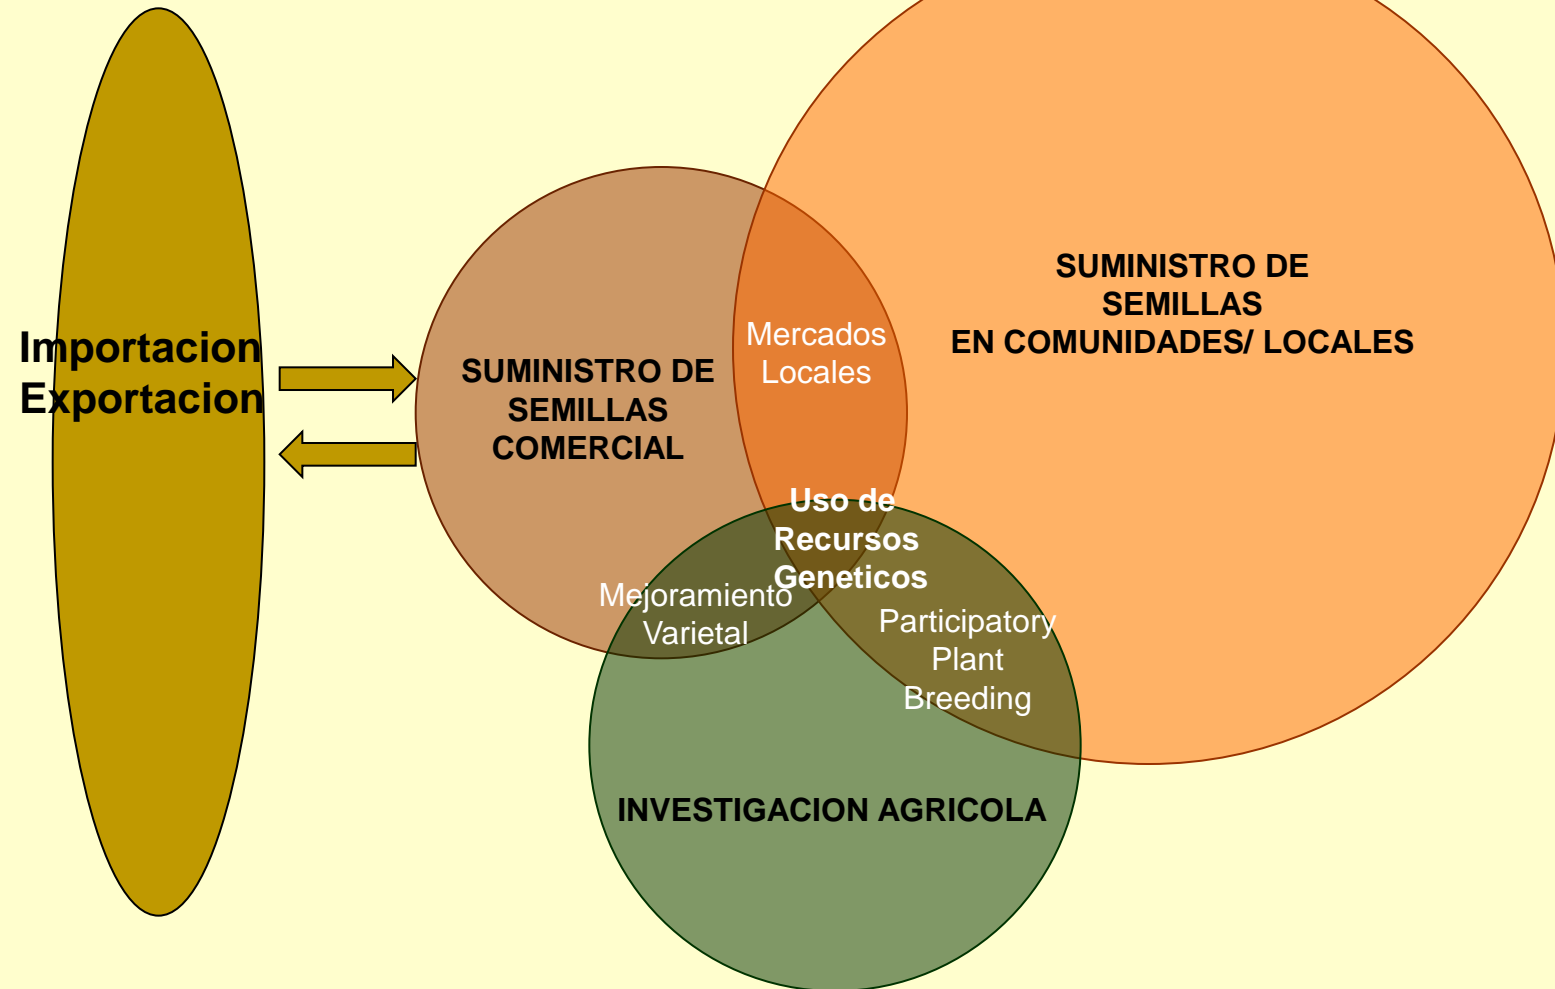 Importacion
Exportacion
SUMINISTRO DE
SEMILLAS
COMERCIAL
Mercados
Locales
SUMINISTRO DE
SEMILLAS
EN COMUNIDADES/ LOCALES
Uso de
Recursos
Geneticos
Mejoramiento
Varietal
Participatory
Plant
Breeding
INVESTIGACION AGRICOLA